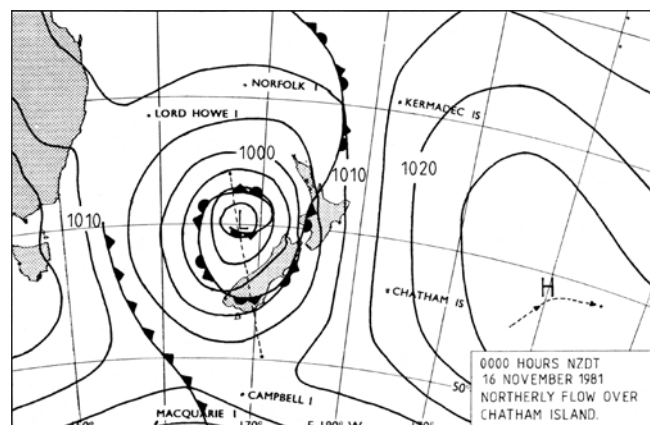 NORFOLK I
LORD HOWE I
KERMADEC IS
1000
1010
1020
1010
L
CHATHAM IS
H
50°
CAMPBELL I
MACQUARIE I
170°
E 180° W
0000 HOURS NZDT
16 NOVEMBER 1981
NORTHERLY FLOW OVER
CHATHAM ISLAND.